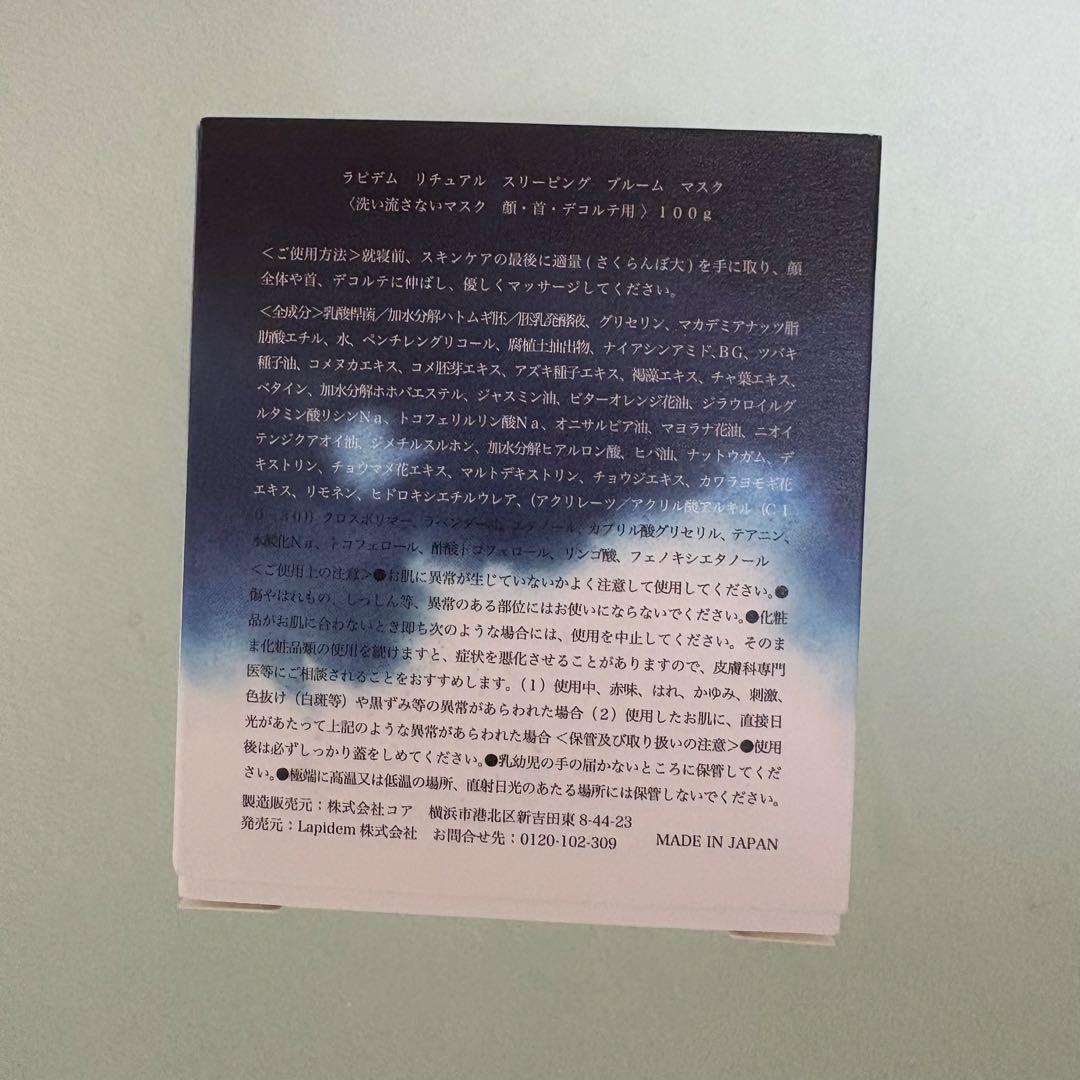 ラピデム　リチュアル　スリーピング　ブルーム　マスク
〈洗い流さないマスク　顔・首・デコルテ用〉１００ｇ
＜ご使用方法＞就寝前、スキンケアの最後に適量(さくらんぼ大)を手に取り、顔
全体や首、デコルテに伸ばし、優しくマッサージしてください。
＜全成分＞乳酸桿菌／加水分解ハトムギ胚／胚乳発酵液、グリセリン、マカデミアナッツ脂
肪酸エチル、水、ペンチレングリコール、腐植土抽出物、ナイアシンアミド、ＢＧ、ツバキ
種子油、コメヌカエキス、コメ胚芽エキス、アズキ種子エキス、褐藻エキス、チャ葉エキス、
ベタイン、加水分解ホホバエステル、ジャスミン油、ビターオレンジ花油、ジラウロイルグ
ルタミン酸リシンＮａ、トコフェリルリン酸Ｎａ、オニサルビア油、マヨラナ花油、ニオイ
テンジクアオイ油、ジメチルスルホン、加水分解ヒアルロン酸、ヒバ油、ナットウガム、デ
キストリン、チョウマメ花エキス、マルトデキストリン、チョウジエキス、カワラヨモギ花
エキス、リモネン、ヒドロキシエチルウレア、(アクリレーツ／アクリル酸アルキル（Ｃ１
０－３０)）クロスポリマー、ラベンダー油、エタノール、カプリル酸グリセリル、テアニン、
水酸化Ｎａ、トコフェロール、酢酸トコフェロール、リンゴ酸、フェノキシエタノール
＜ご使用上の注意＞●お肌に異常が生じていないかよく注意して使用してください。●
傷やはれもの、しっしん等、異常のある部位にはお使いにならないでください。●化粧
品がお肌に合わないとき即ち次のような場合には、使用を中止してください。そのま
ま化粧品類の使用を続けますと、症状を悪化させることがありますので、皮膚科専門
医等にご相談されることをおすすめします。（1）使用中、赤味、はれ、かゆみ、刺激、
色抜け（白斑等）や黒ずみ等の異常があらわれた場合（2）使用したお肌に、直接日
光があたって上記のような異常があらわれた場合＜保管及び取り扱いの注意＞●使用
後は必ずしっかり蓋をしめてください。●乳幼児の手の届かないところに保管してくだ
さい。●極端に高温又は低温の場所、直射日光のあたる場所には保管しないでください。
製造販売元：株式会社コア　横浜市港北区新吉田東 8-44-23
発売元：Lapidem 株式会社　お問合せ先：0120-102-309　MADE IN JAPAN